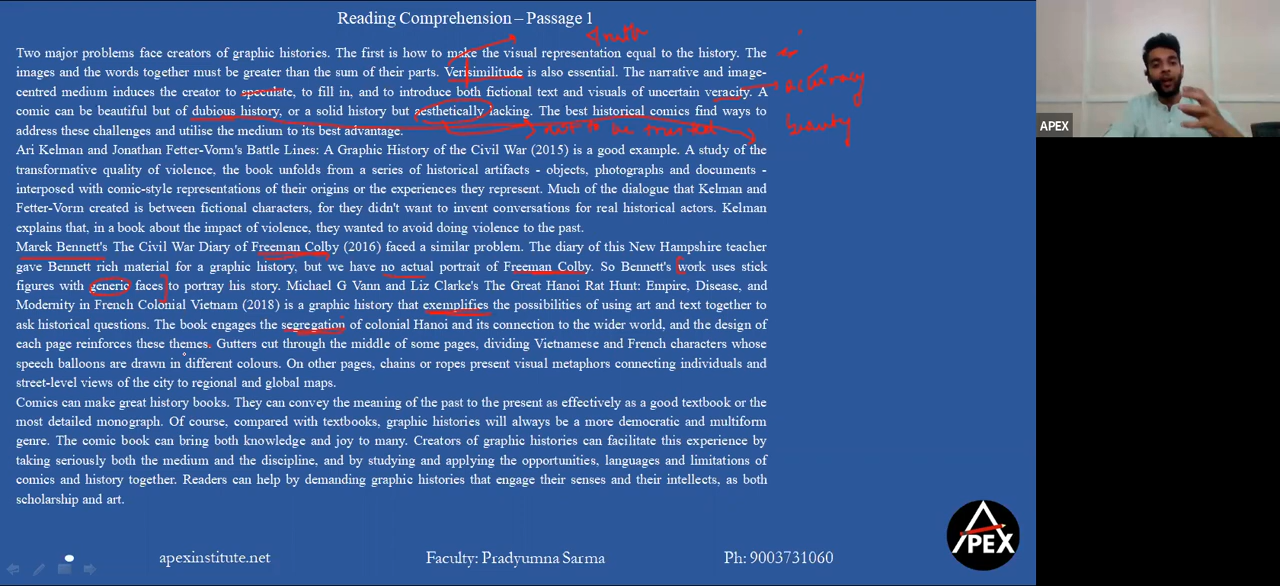 Reading Comprehension – Passage 1
truth
Two major problems face creators of graphic histories. The first is how to make the visual representation equal to the history. The
images and the words together must be greater than the sum of their parts. Verisimilitude is also essential. The narrative and image-
accuracy
centred medium induces the creator to speculate, to fill in, and to introduce both fictional text and visuals of uncertain veracity. A
comic can be beautiful but of dubious history, or a solid history but aesthetically lacking. The best historical comics find ways to
beauty
not to be trusted
address these challenges and utilise the medium to its best advantage.
Ari Kelman and Jonathan Fetter-Vorm's Battle Lines: A Graphic History of the Civil War (2015) is a good example. A study of the
transformative quality of violence, the book unfolds from a series of historical artifacts - objects, photographs and documents -
interposed with comic-style representations of their origins or the experiences they represent. Much of the dialogue that Kelman and
Fetter-Vorm created is between fictional characters, for they didn't want to invent conversations for real historical actors. Kelman
explains that, in a book about the impact of violence, they wanted to avoid doing violence to the past.
Marek Bennett's The Civil War Diary of Freeman Colby (2016) faced a similar problem. The diary of this New Hampshire teacher
gave Bennett rich material for a graphic history, but we have no actual portrait of Freeman Colby. So Bennett's work uses stick
figures with generic faces to portray his story. Michael G Vann and Liz Clarke's The Great Hanoi Rat Hunt: Empire, Disease, and
Modernity in French Colonial Vietnam (2018) is a graphic history that exemplifies the possibilities of using art and text together to
ask historical questions. The book engages the segregation of colonial Hanoi and its connection to the wider world, and the design of
each page reinforces these themes. Gutters cut through the middle of some pages, dividing Vietnamese and French characters whose
speech balloons are drawn in different colours. On other pages, chains or ropes present visual metaphors connecting individuals and
street-level views of the city to regional and global maps.
Comics can make great history books. They can convey the meaning of the past to the present as effectively as a good textbook or the
most detailed monograph. Of course, compared with textbooks, graphic histories will always be a more democratic and multiform
genre. The comic book can bring both knowledge and joy to many. Creators of graphic histories can facilitate this experience by
taking seriously both the medium and the discipline, and by studying and applying the opportunities, languages and limitations of
comics and history together. Readers can help by demanding graphic histories that engage their senses and their intellects, as both
scholarship and art.
apexinstitute.net
Faculty: Pradyumna Sarma
Ph: 9003731060
APEX
APEX